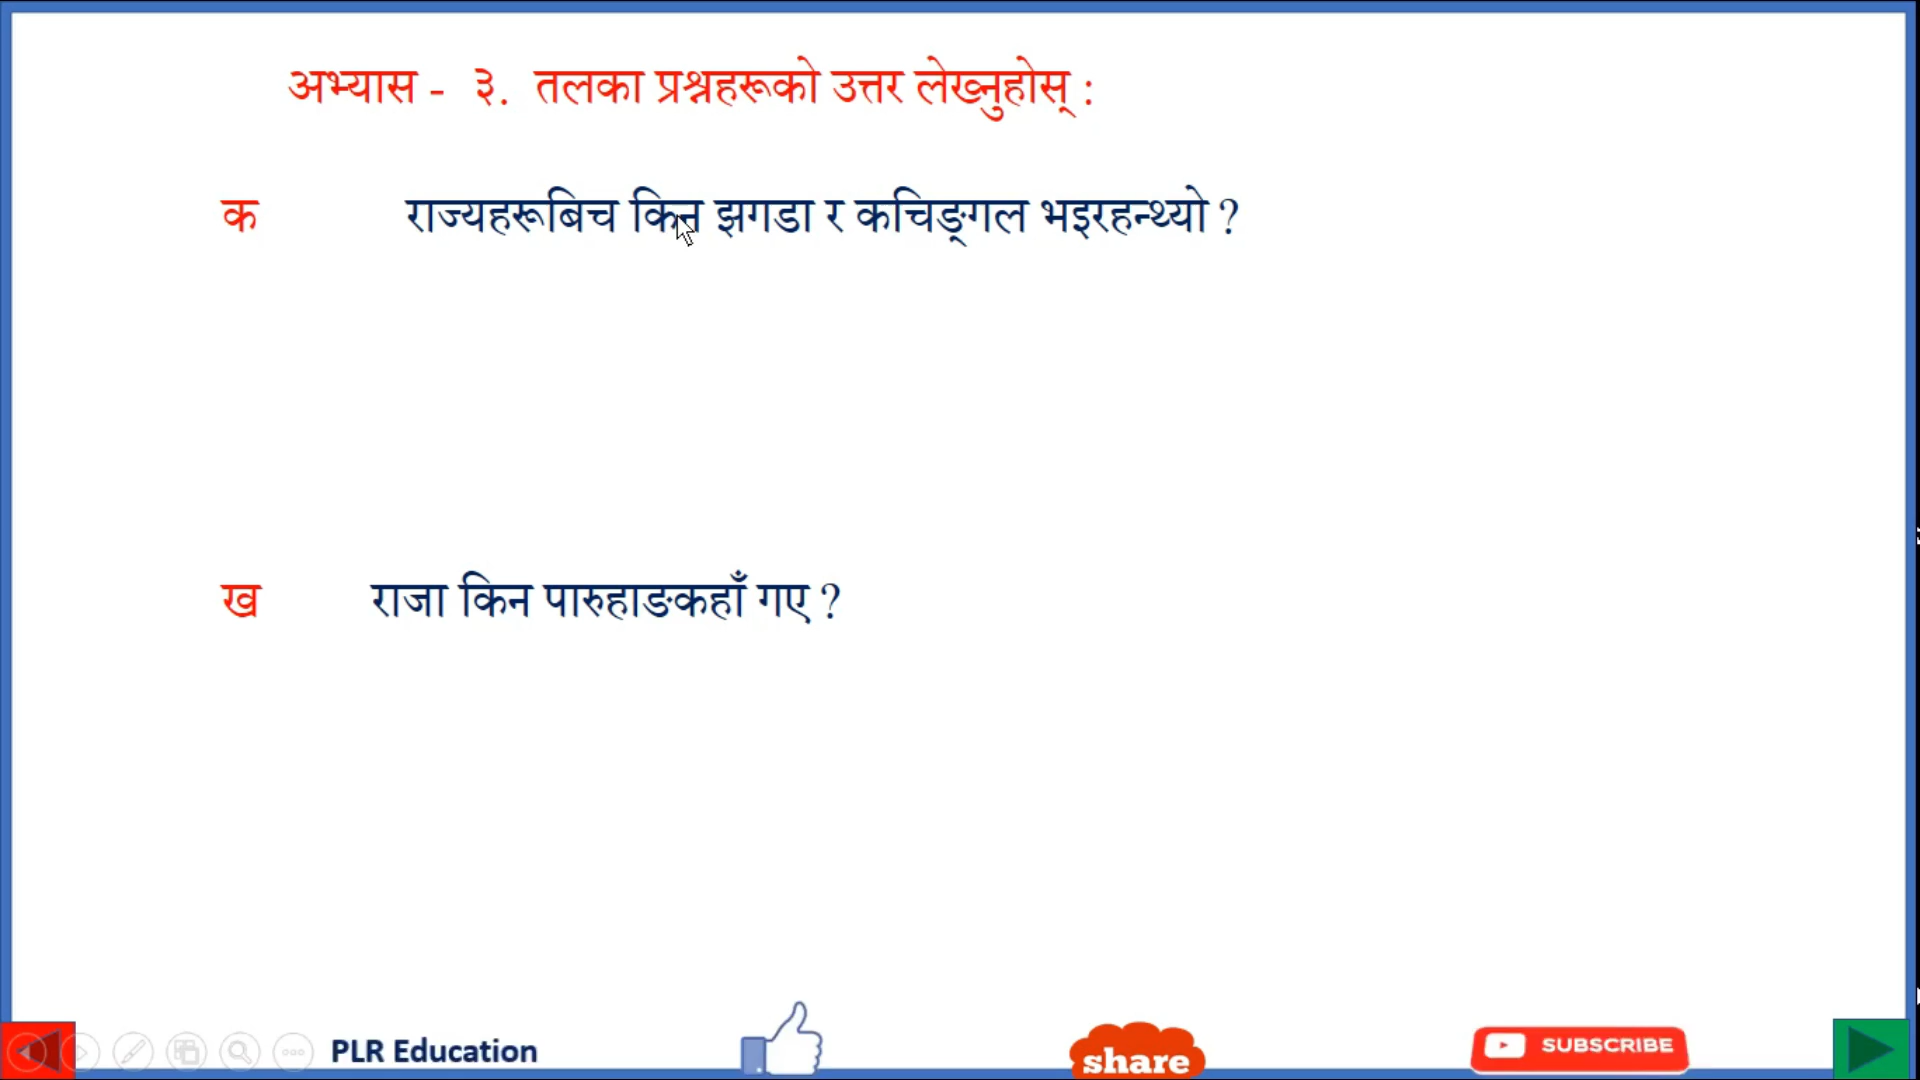 अभ्यास - ३. तलका प्रश्नहरूको उत्तर लेख्नुहोस् :
क राज्यहरूबिच किन झगडा र कचिङ्गल भइरहन्थ्यो ?
ख राजा किन पारुहाङकहाँ गए ?
PLR Education
share
SUBSCRIBE